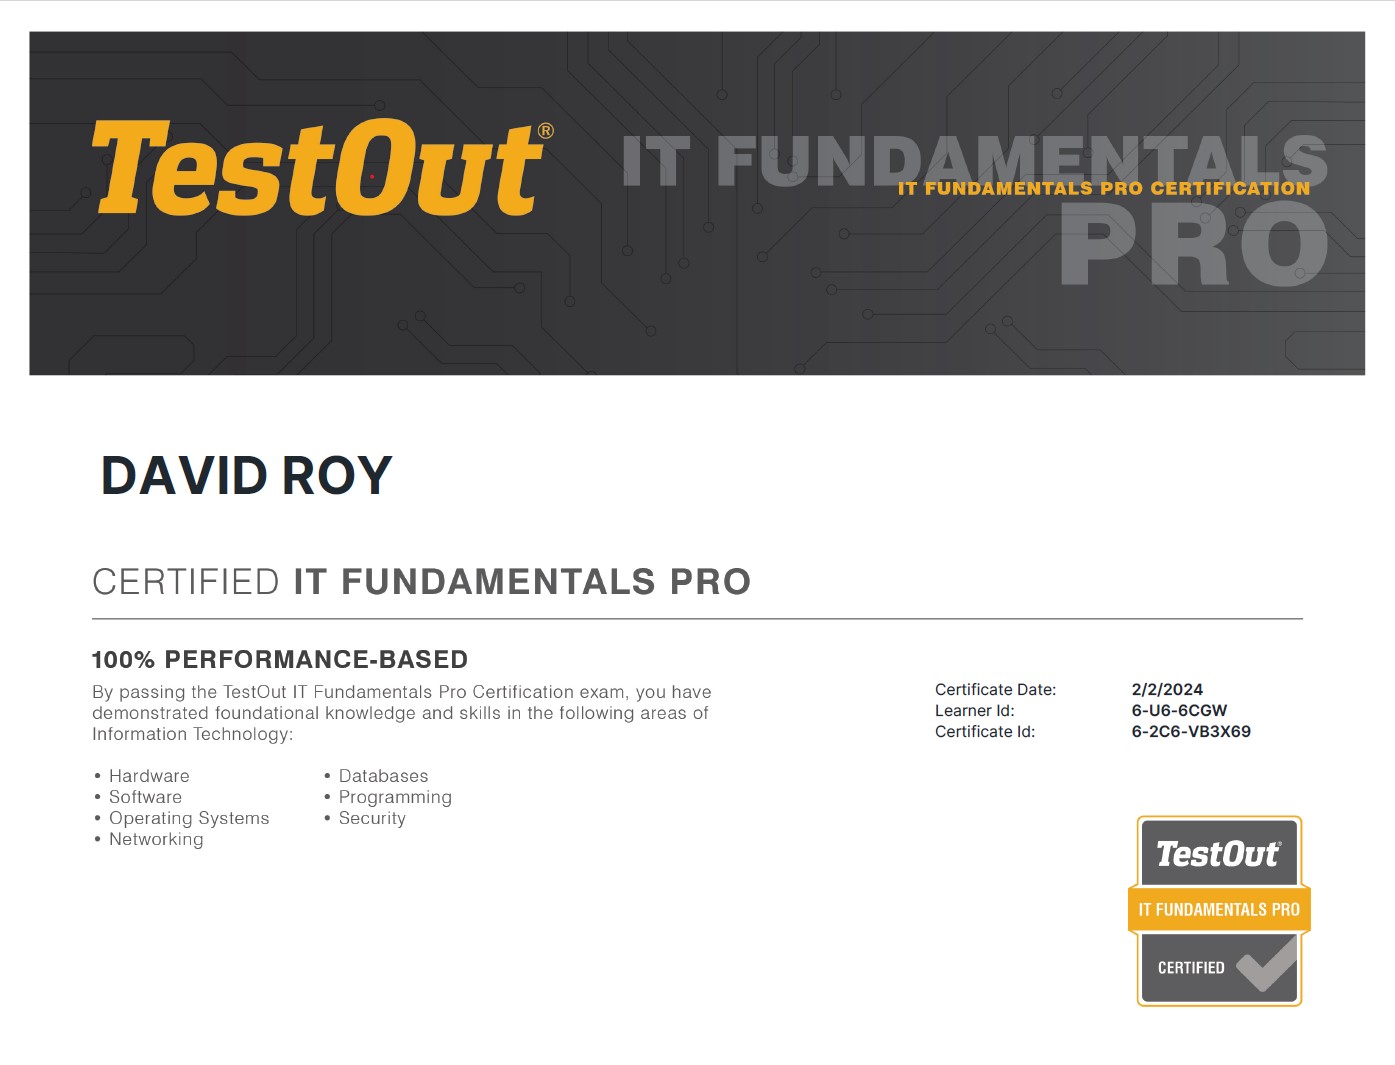 TestOut®
IT FUNDAMENTALS
IT FUNDAMENTALS PRO CERTIFICATION
PRO
DAVID ROY
CERTIFIED IT FUNDAMENTALS PRO
100% PERFORMANCE-BASED
By passing the TestOut IT Fundamentals Pro Certification exam, you have
demonstrated foundational knowledge and skills in the following areas of
Information Technology:
• Hardware
• Software
• Operating Systems
• Networking
• Databases
• Programming
• Security
Certificate Date: 2/2/2024
Learner Id: 6-U6-6CGW
Certificate Id: 6-2C6-VB3X69
TestOut®
IT FUNDAMENTALS PRO
CERTIFIED